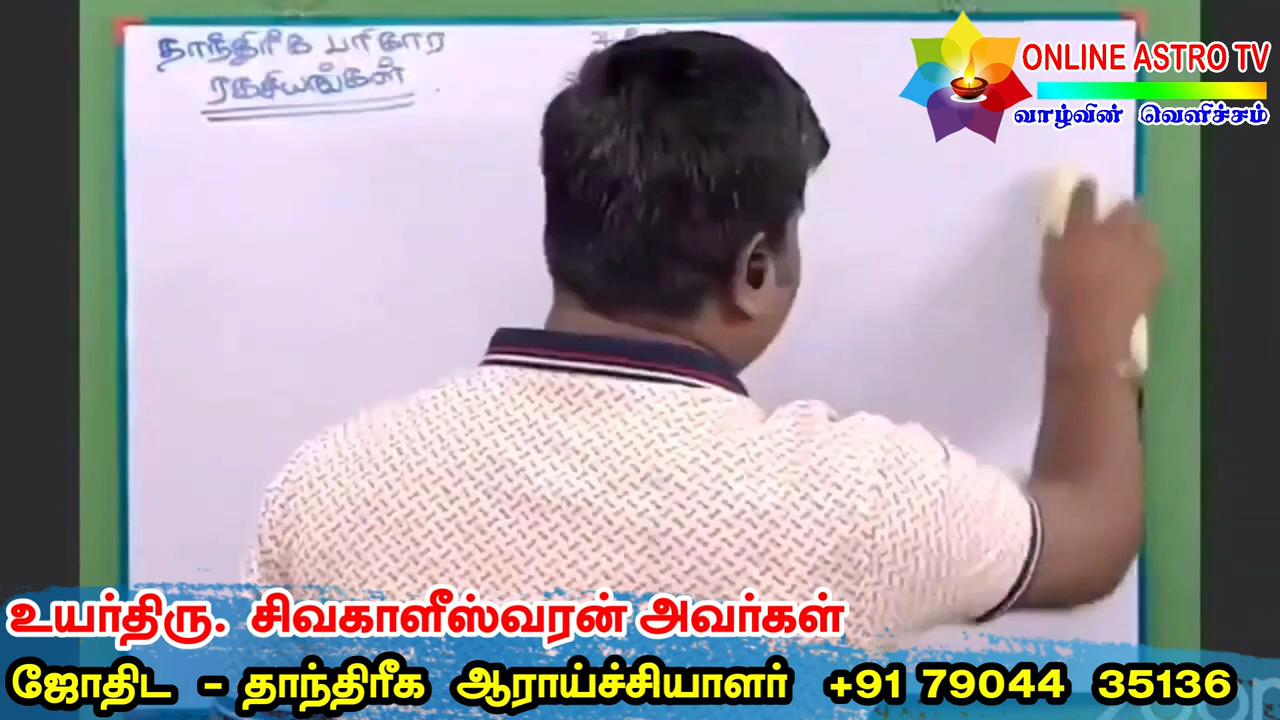 தாந்திரீக பரிகார
ரகசியங்கள்
ONLINE ASTRO TV
வாழ்வின் வெளிச்சம்
உயர்திரு. சிவகாளீஸ்வரன் அவர்கள்
ஜோதிட - தாந்திரீக ஆராய்ச்சியாளர் +91 79044 35136